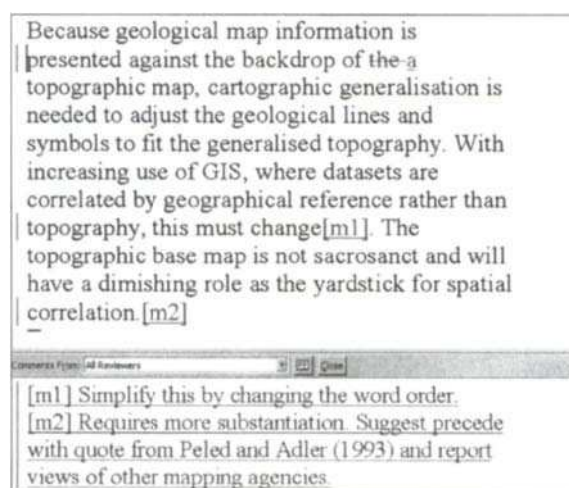 Because geological map information is
presented against the backdrop of the a
topographic map, cartographic generalisation is
needed to adjust the geological lines and
symbols to fit the generalised topography. With
increasing use of GIS, where datasets are
correlated by geographical reference rather than
topography, this must change[m1]. The
topographic base map is not sacrosanct and will
have a dimishing role as the yardstick for spatial
correlation.[m2]
Comments From: All Reviewers Close
[m1] Simplify this by changing the word order.
[m2] Requires more substantiation. Suggest precede
with quote from Peled and Adler (1993) and report
views of other mapping agencies.